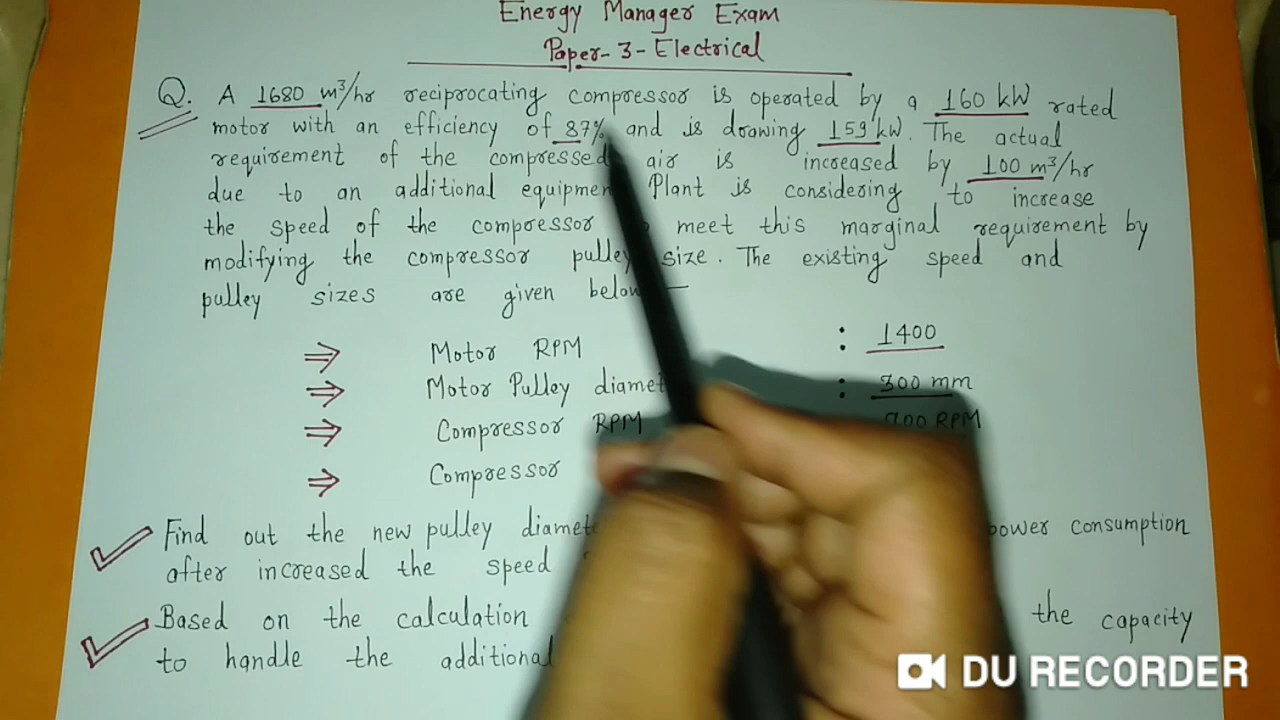 Energy Manager Exam
Paper-3-Electrical
Q. A 1680 m³/hr reciprocating compressor is operated by a 160 kW rated
motor with an efficiency of 87% and is drawing 159 kW. The actual
requirement of the compressed air is increased by 100 m³/hr
due to an additional equipmen Plant is considering to increase
the speed of the compressor meet this marginal requirement by
modifying the compressor pulley size. The existing speed and
pulley sizes are given below
⇒ Motor RPM : 1400
⇒ Motor Pulley diamet : 300 mm
⇒ Compressor RPM 700 RPM
⇒ Compressor
Find out the new pulley diamete power consumption
after increased the speed
Based on the calculation the capacity
to handle the additional
DU RECORDER